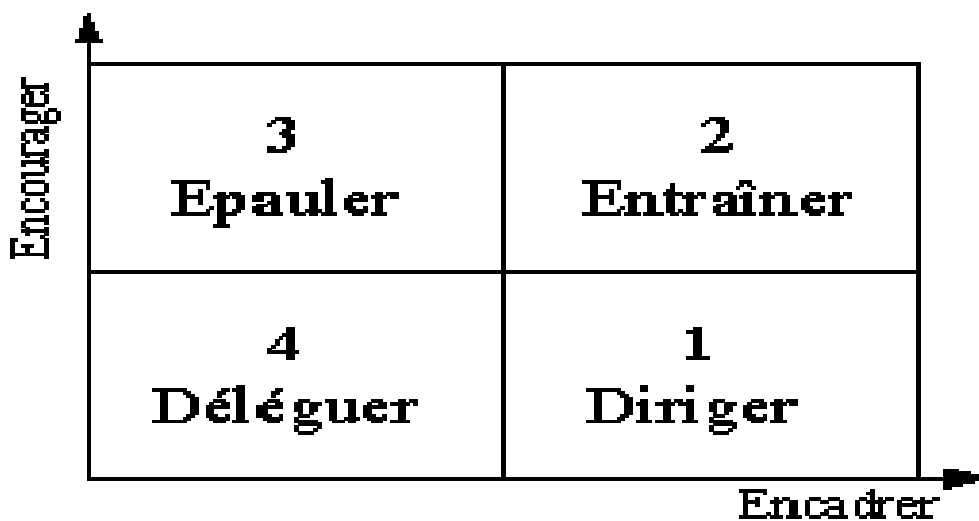 Encourager
3
Epauler
2
Entraîner
4
Déléguer
1
Diriger
Encadrer